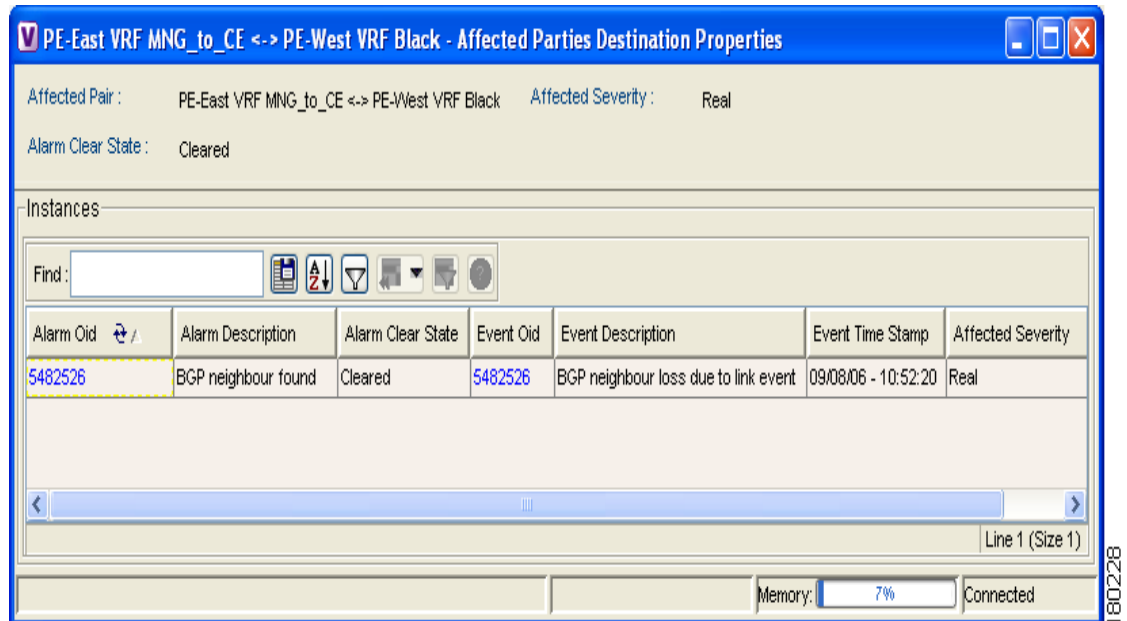 PE-East VRF MNG_to_CE <-> PE-West VRF Black - Affected Parties Destination Properties
Affected Pair : PE-East VRF MNG_to_CE <-> PE-West VRF Black Affected Severity : Real
Alarm Clear State : Cleared
Instances
Find :
Alarm Oid Alarm Description Alarm Clear State Event Oid Event Description Event Time Stamp Affected Severity
5482526 BGP neighbour found Cleared 5482526 BGP neighbour loss due to link event 09/08/06 - 10:52:20 Real
Line 1 (Size 1)
Memory: 7% Connected
180228